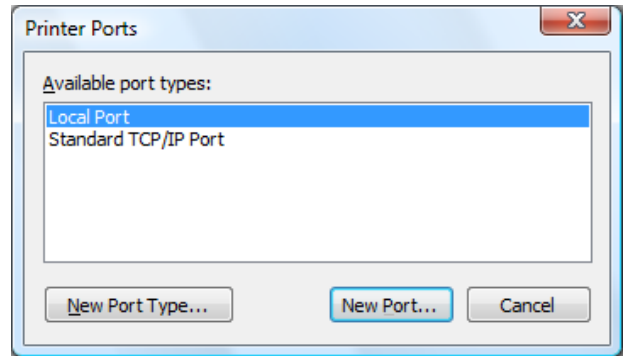 Printer Ports
Available port types:
Local Port
Standard TCP/IP Port
New Port Type...
New Port...
Cancel